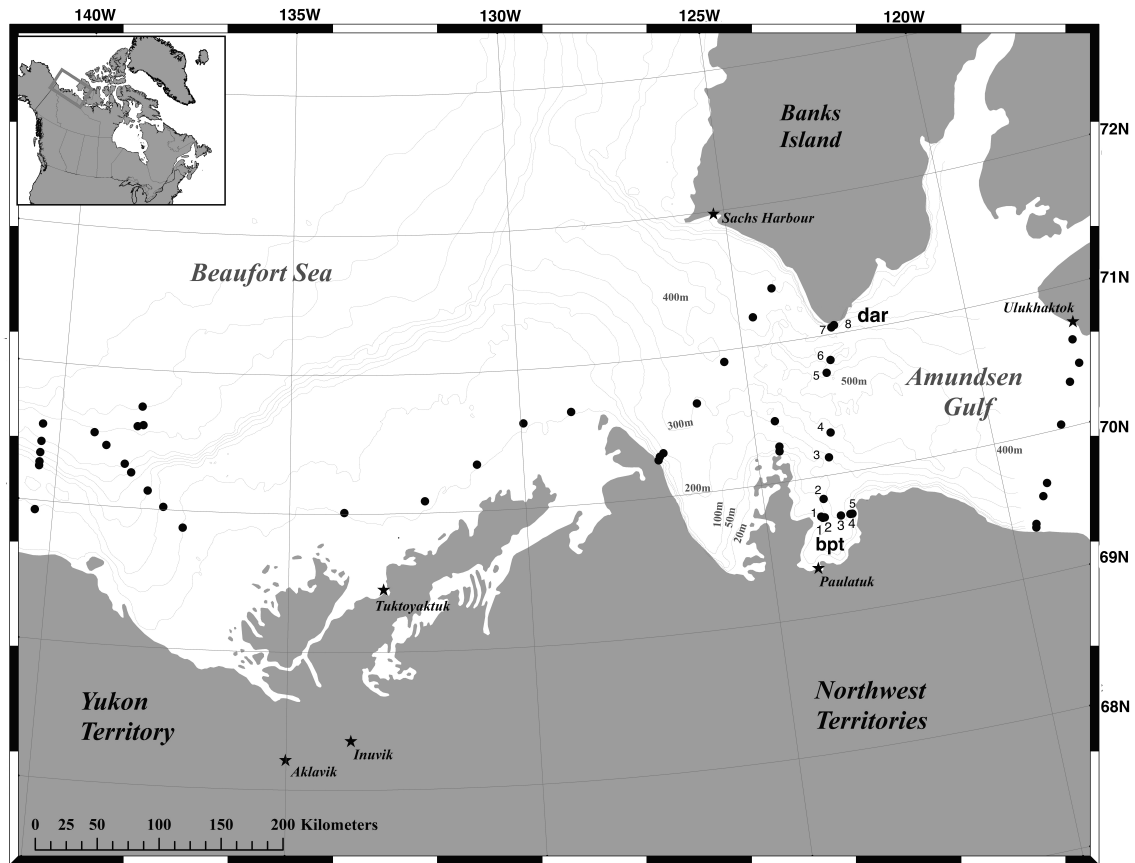 140W 135W 130W 125W 120W
Banks
Island
72N
Sachs Harbour
Beaufort Sea
71N
400m
Ulukhaktok
dar
7 8
6
5
500m
Amundsen
Gulf
70N
300m
4
400m
3
200m
2
100m
50m
20m
1
5
1 2 3 4
bpt
69N
Paulatuk
Tuktoyaktuk
Yukon
Territory
Northwest
Territories
68N
Inuvik
Aklavik
0 25 50 100 150 200 Kilometers